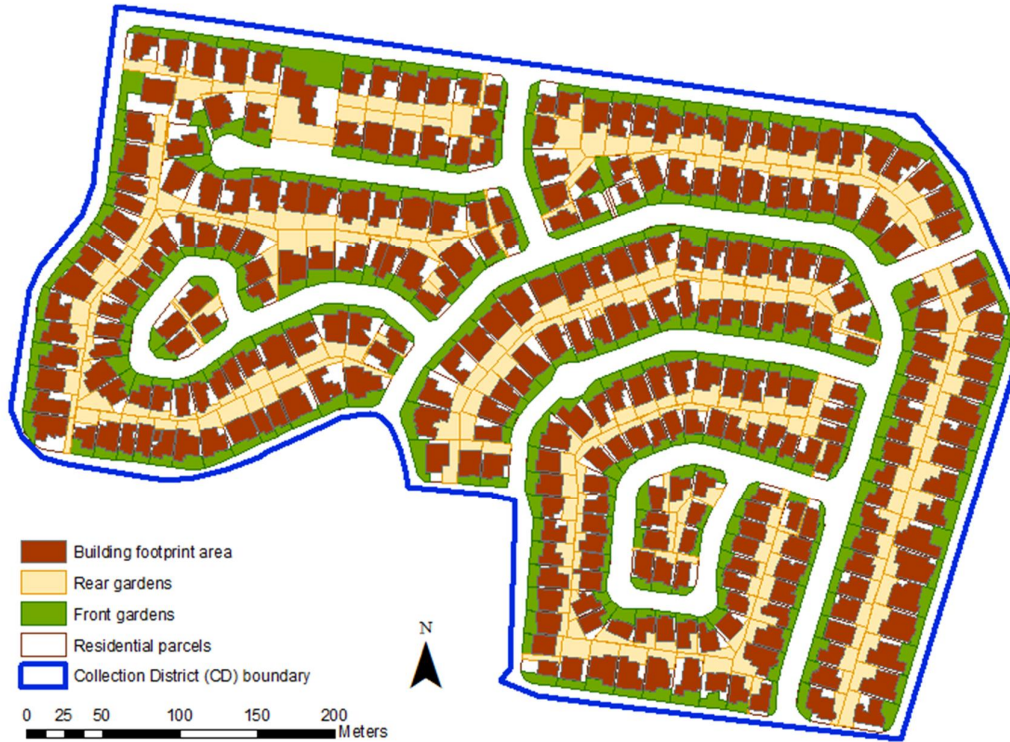 Building footprint area
Rear gardens
Front gardens
Residential parcels
Collection District (CD) boundary
N
0 25 50 100 150 200
Meters